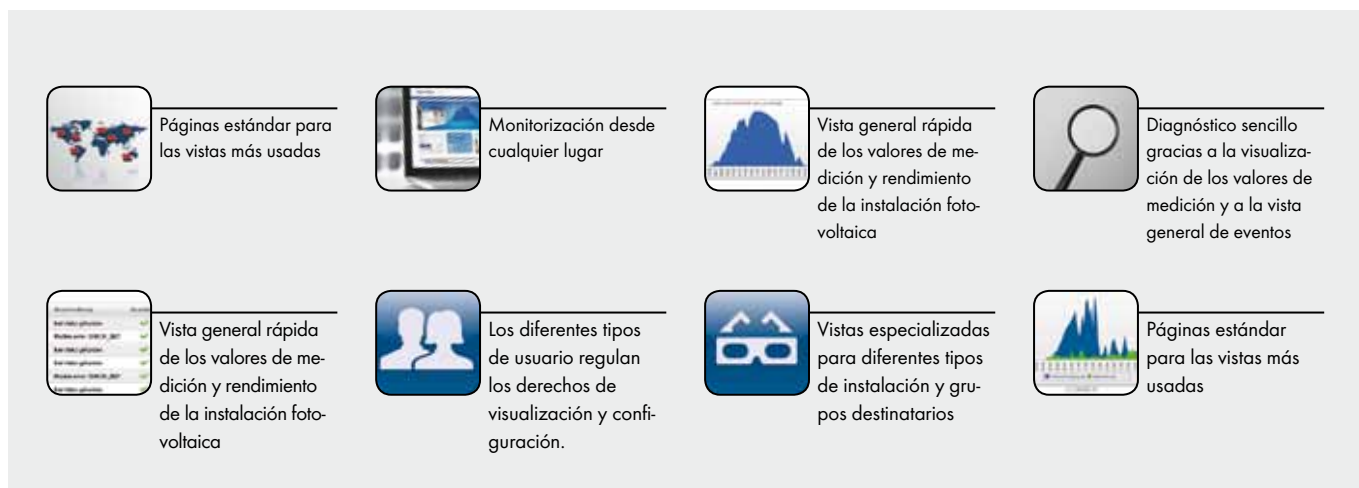 Páginas estándar para
las vistas más usadas
Monitorización desde
cualquier lugar
Vista general rápida
de los valores de me-
dición y rendimiento
de la instalación foto-
voltaica
Diagnóstico sencillo
gracias a la visualiza-
ción de los valores de
medición y a la vista
general de eventos
Vista general rápida
de los valores de me-
dición y rendimiento
de la instalación foto-
voltaica
Los diferentes tipos
de usuario regulan
los derechos de
visualización y confi-
guración.
Vistas especializadas
para diferentes tipos
de instalación y gru-
pos destinatarios
Páginas estándar
para las vistas más
usadas